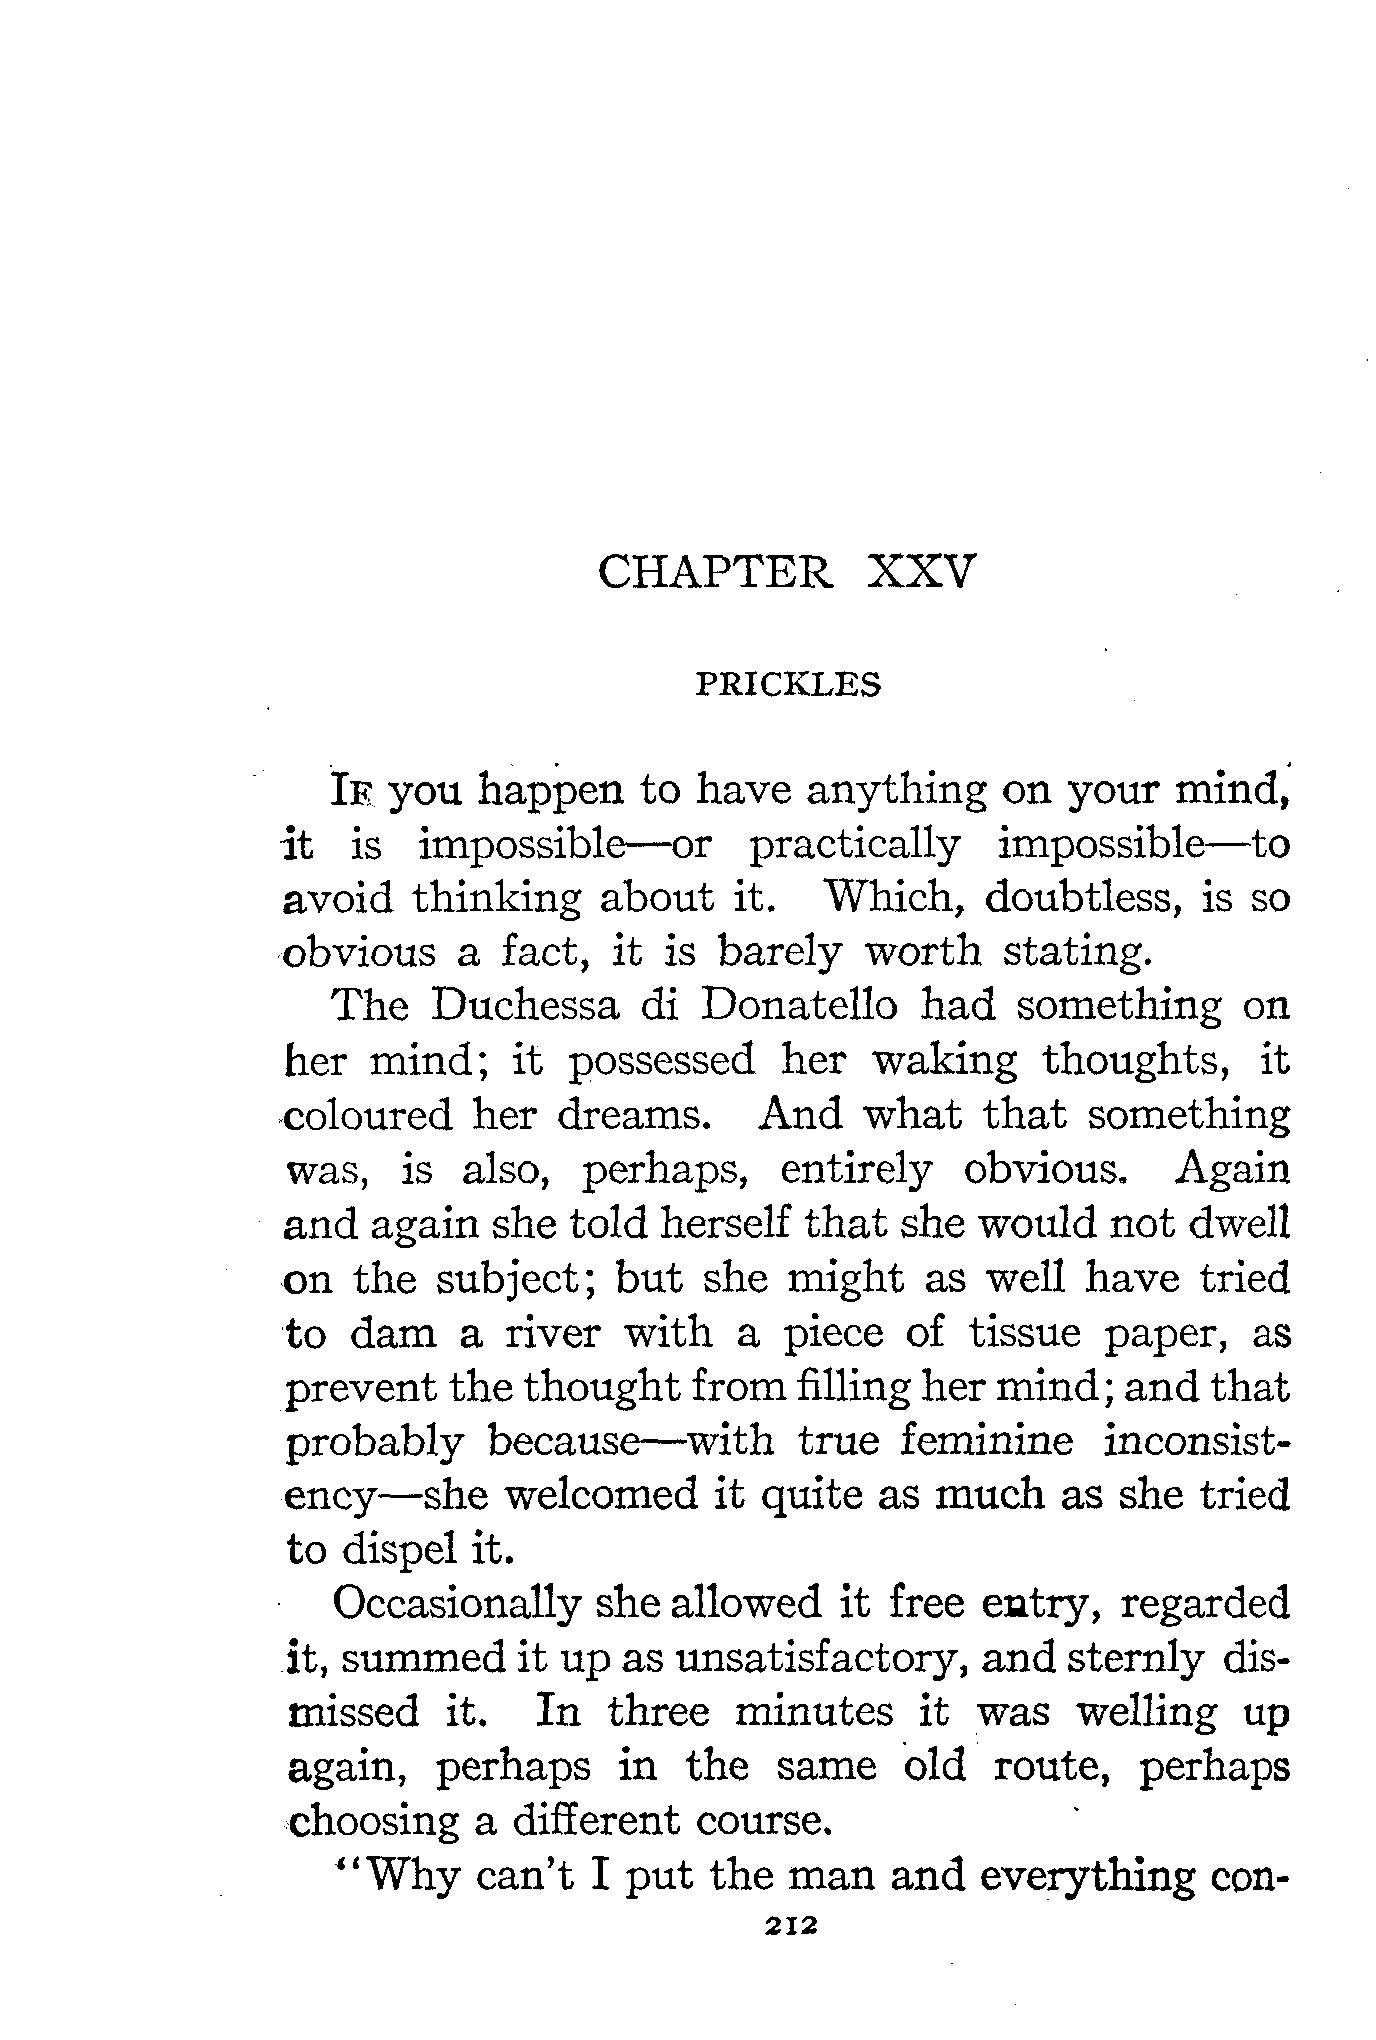 CHAPTER XXV
PRICKLES
IF you happen to have anything on your mind,
it is impossible—or practically impossible—to
avoid thinking about it. Which, doubtless, is so
obvious a fact, it is barely worth stating.
The Duchessa di Donatello had something on
her mind; it possessed her waking thoughts, it
coloured her dreams. And what that something
was, is also, perhaps, entirely obvious. Again
and again she told herself that she would not dwell
on the subject; but she might as well have tried
to dam a river with a piece of tissue paper, as
prevent the thought from filling her mind; and that
probably because—with true feminine inconsist-
ency—she welcomed it quite as much as she tried
to dispel it.
Occasionally she allowed it free entry, regarded
it, summed it up as unsatisfactory, and sternly dis-
missed it. In three minutes it was welling up
again, perhaps in the same old route, perhaps
choosing a different course.
"Why can't I put the man and everything con-
212